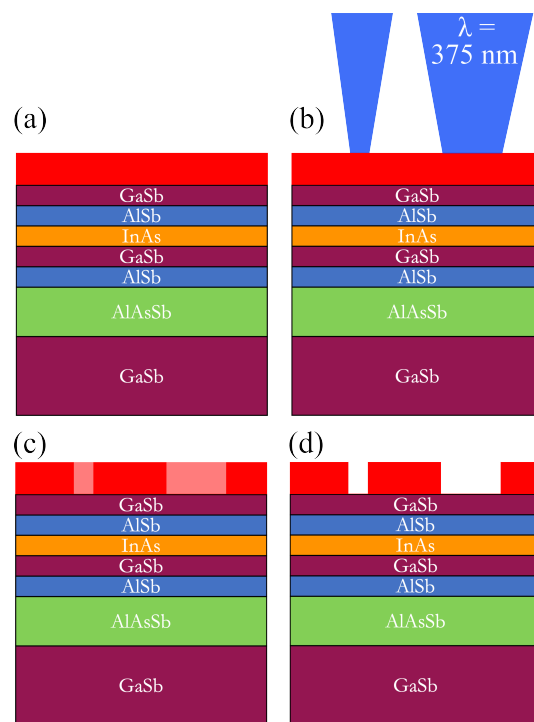 λ =
375 nm
(a)
(b)
GaSb
AlSb
InAs
GaSb
AlSb
AlAsSb
GaSb
GaSb
AlSb
InAs
GaSb
AlSb
AlAsSb
GaSb
(c)
(d)
GaSb
AlSb
InAs
GaSb
AlSb
AlAsSb
GaSb
GaSb
AlSb
InAs
GaSb
AlSb
AlAsSb
GaSb